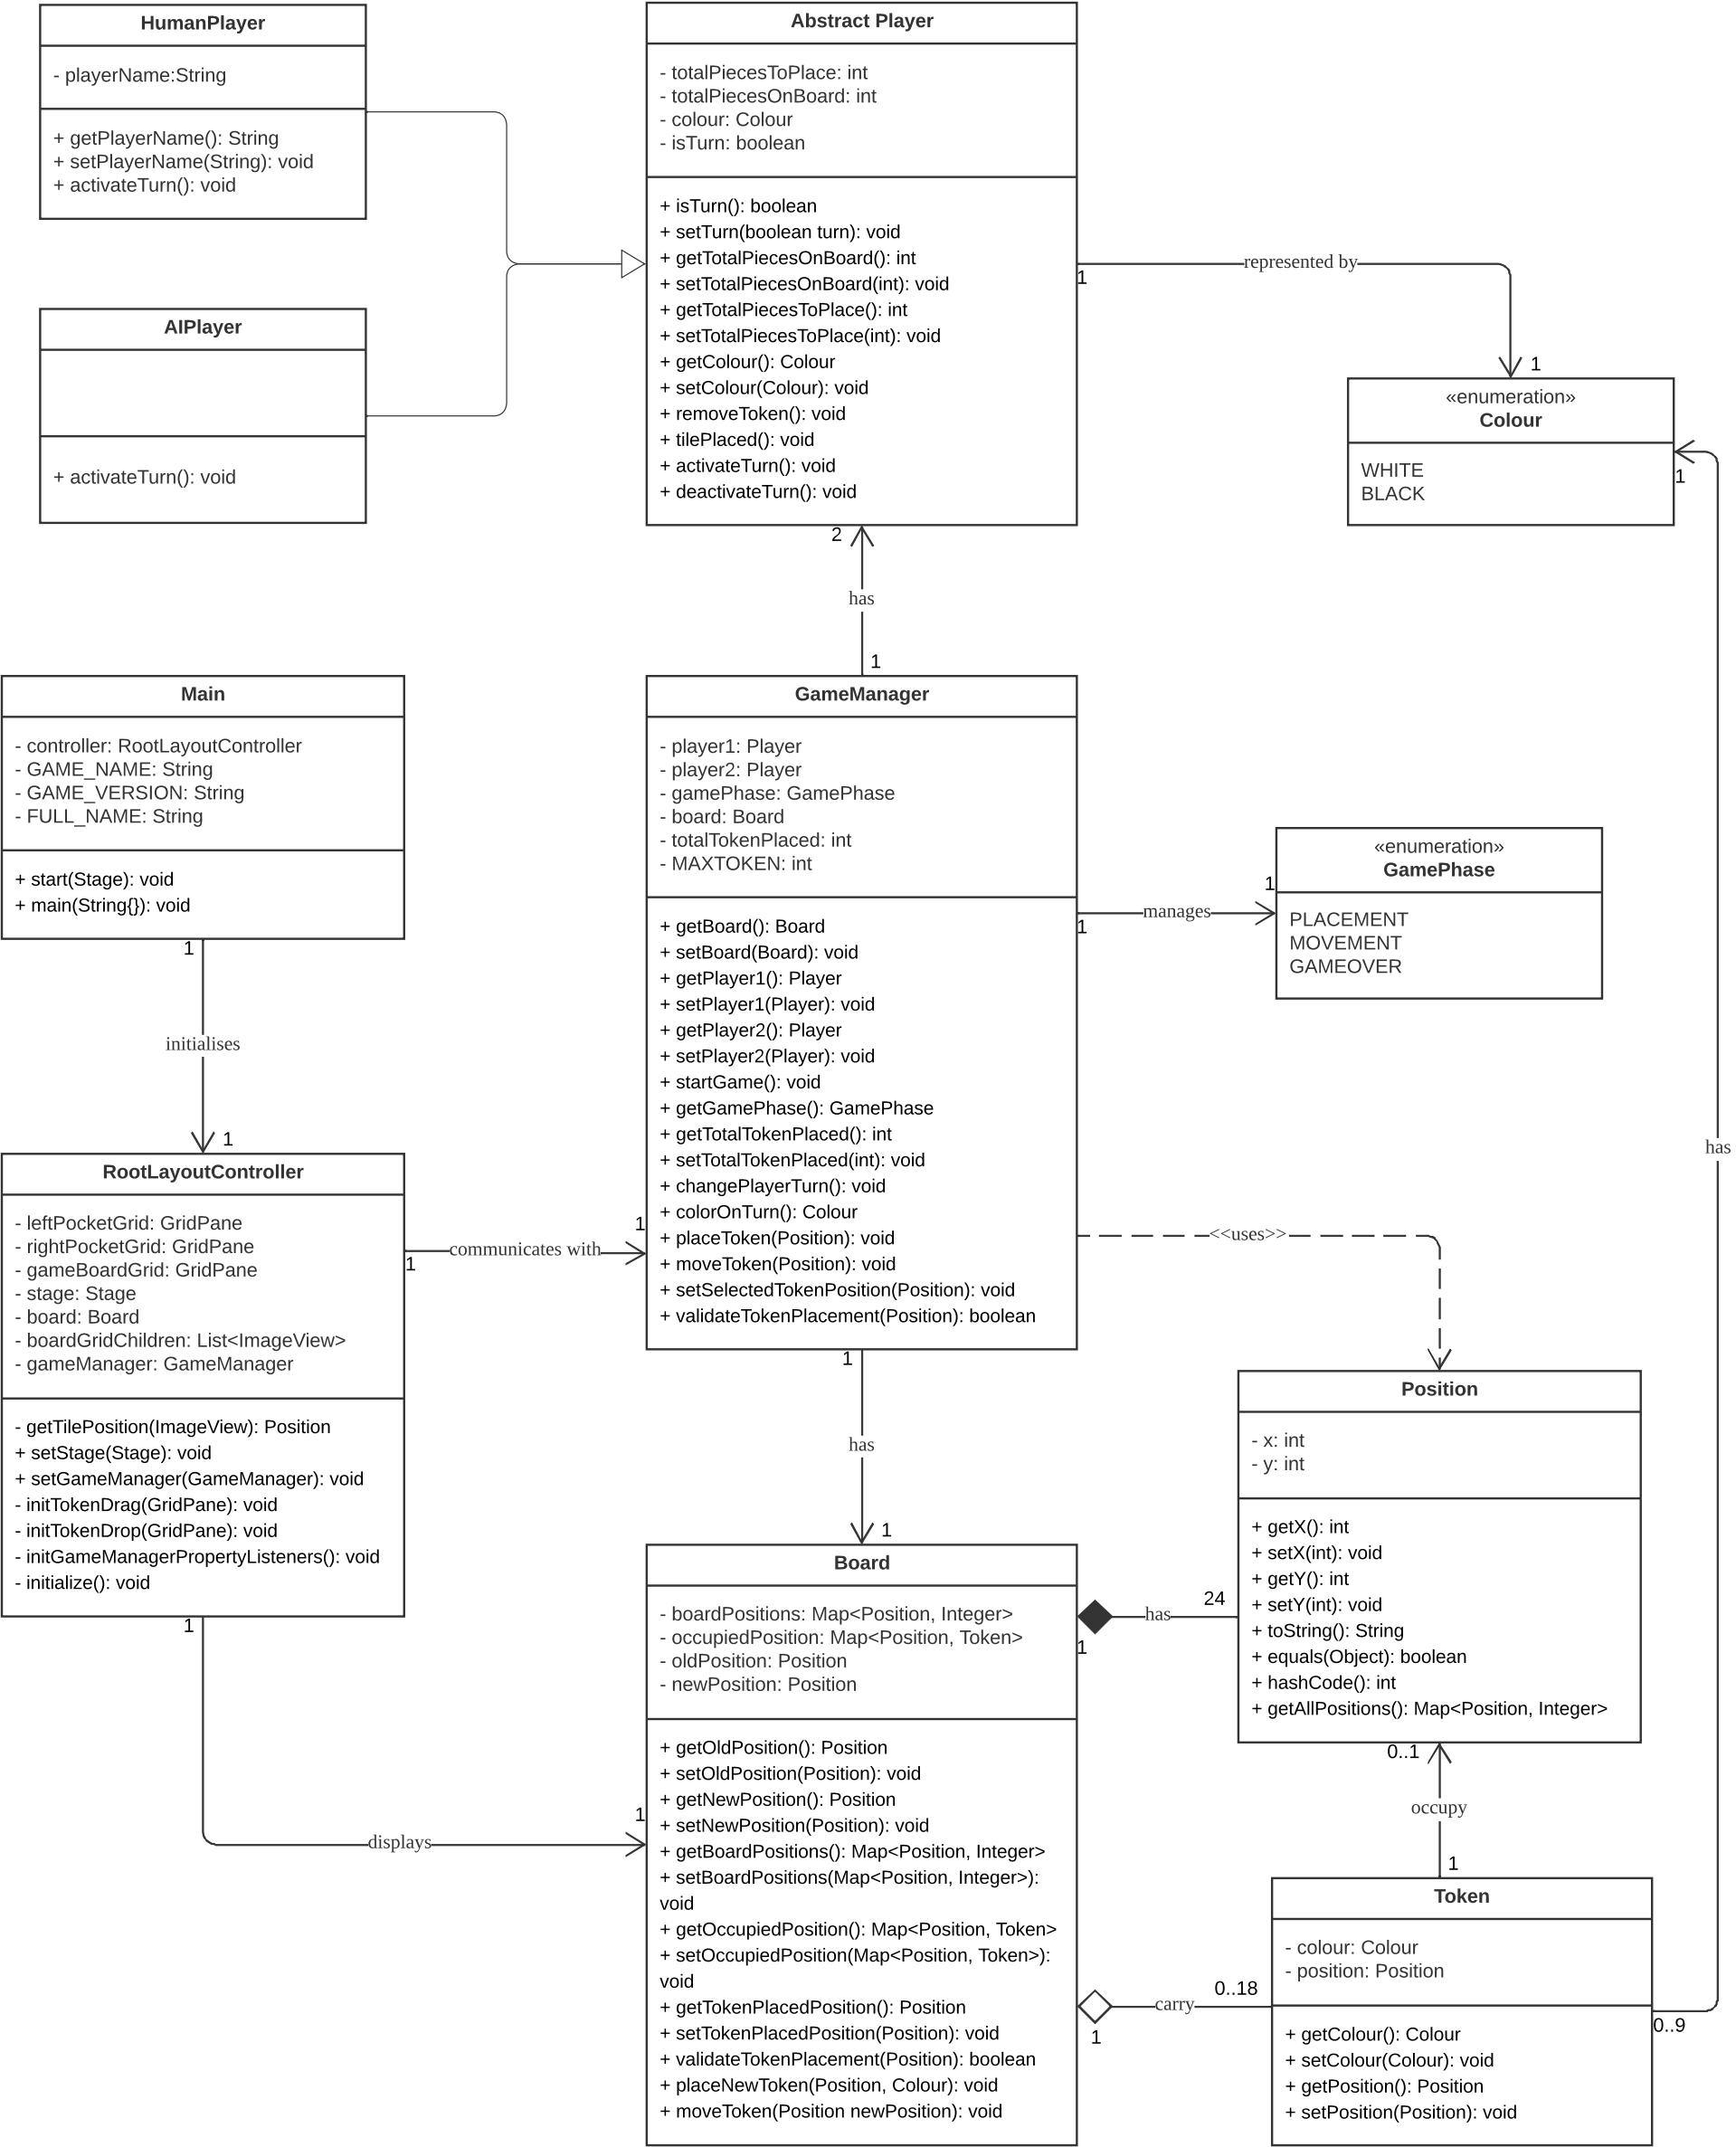 HumanPlayer
- playerName:String
+ getPlayerName(): String
+ setPlayerName(String): void
+ activateTurn(): void
AIPlayer
+ activateTurn(): void
Abstract Player
- totalPiecesToPlace: int
- totalPiecesOnBoard: int
- colour: Colour
- isTurn: boolean
+ isTurn(): boolean
+ setTurn(boolean turn): void
+ getTotalPiecesOnBoard(): int
+ setTotalPiecesOnBoard(int): void
+ getTotalPiecesToPlace(): int
+ setTotalPiecesToPlace(int): void
+ getColour(): Colour
+ setColour(Colour): void
+ removeToken(): void
+ tilePlaced(): void
+ activateTurn(): void
+ deactivateTurn(): void
1
represented by
1
«enumeration»
Colour
WHITE
BLACK
1
2
has
1
Main
- controller: RootLayoutController
- GAME_NAME: String
- GAME_VERSION: String
- FULL_NAME: String
+ start(Stage): void
+ main(String{}): void
1
initialises
1
GameManager
- player1: Player
- player2: Player
- gamePhase: GamePhase
- board: Board
- totalTokenPlaced: int
- MAXTOKEN: int
+ getBoard(): Board
+ setBoard(Board): void
+ getPlayer1(): Player
+ setPlayer1(Player): void
+ getPlayer2(): Player
+ setPlayer2(Player): void
+ startGame(): void
+ getGamePhase(): GamePhase
+ getTotalTokenPlaced(): int
+ setTotalTokenPlaced(int): void
+ changePlayerTurn(): void
+ colorOnTurn(): Colour
+ placeToken(Position): void
+ moveToken(Position): void
+ setSelectedTokenPosition(Position): void
+ validateTokenPlacement(Position): boolean
1
manages
1
«enumeration»
GamePhase
PLACEMENT
MOVEMENT
GAMEOVER
has
RootLayoutController
- leftPocketGrid: GridPane
- rightPocketGrid: GridPane
- gameBoardGrid: GridPane
- stage: Stage
- board: Board
- boardGridChildren: List<ImageView>
- gameManager: GameManager
- getTilePosition(ImageView): Position
+ setStage(Stage): void
+ setGameManager(GameManager): void
- initTokenDrag(GridPane): void
- initTokenDrop(GridPane): void
- initGameManagerPropertyListeners(): void
- initialize(): void
1
communicates with
1
<<uses>>
1
has
1
1
displays
1
Board
- boardPositions: Map<Position, Integer>
- occupiedPosition: Map<Position, Token>
- oldPosition: Position
- newPosition: Position
+ getOldPosition(): Position
+ setOldPosition(Position): void
+ getNewPosition(): Position
+ setNewPosition(Position): void
+ getBoardPositions(): Map<Position, Integer>
+ setBoardPositions(Map<Position, Integer>):
void
+ getOccupiedPosition(): Map<Position, Token>
+ setOccupiedPosition(Map<Position, Token>):
void
+ getTokenPlacedPosition(): Position
+ setTokenPlacedPosition(Position): void
+ validateTokenPlacement(Position): boolean
+ placeNewToken(Position, Colour): void
+ moveToken(Position newPosition): void
1
has
24
Position
- x: int
- y: int
+ getX(): int
+ setX(int): void
+ getY(): int
+ setY(int): void
+ toString(): String
+ equals(Object): boolean
+ hashCode(): int
+ getAllPositions(): Map<Position, Integer>
0..1
occupy
1
1
carry
0..18
Token
- colour: Colour
- position: Position
+ getColour(): Colour
+ setColour(Colour): void
+ getPosition(): Position
+ setPosition(Position): void
0..9